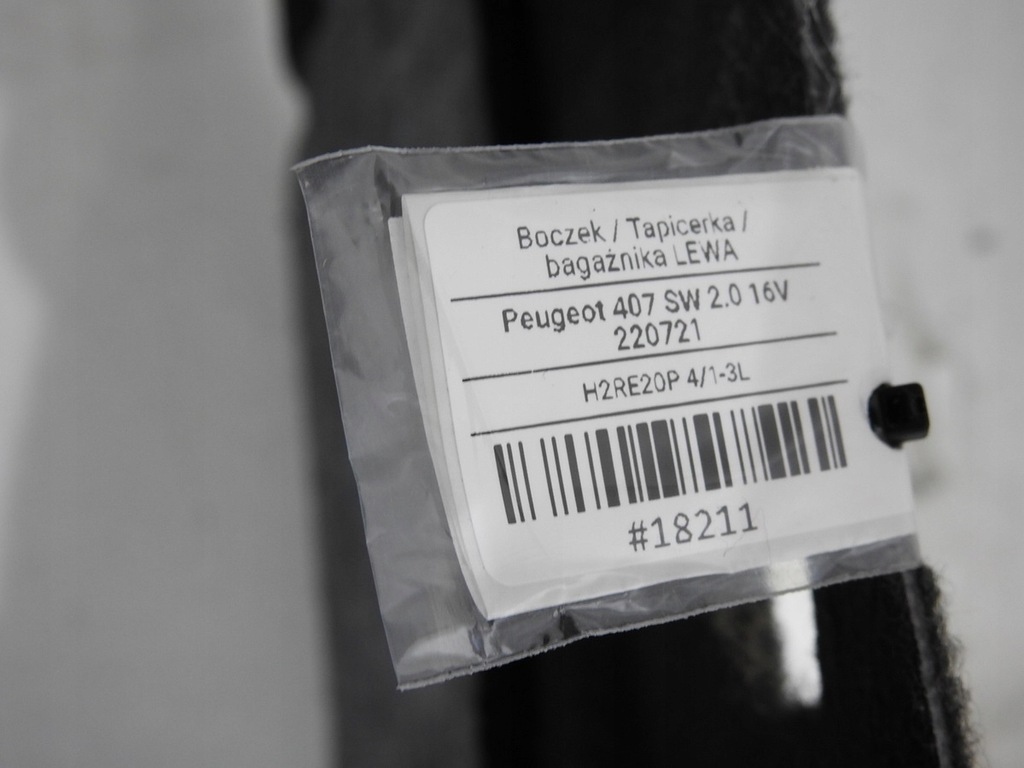 Boczek / Tapicerka /
bagażnika LEWA
Peugeot 407 SW 2.0 16V
220721
H2RE20P 4/1-3L
#18211